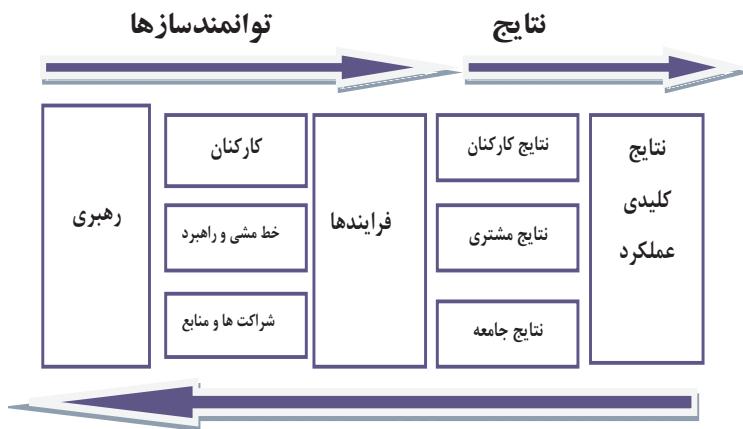 توانمندسازها
نتایج
رهبری
کارکنان
خط مشی و راهبرد
شراکت ها و منابع
فرایندها
نتایج کارکنان
نتایج مشتری
نتایج جامعه
نتایج
کلیدی
عملکرد